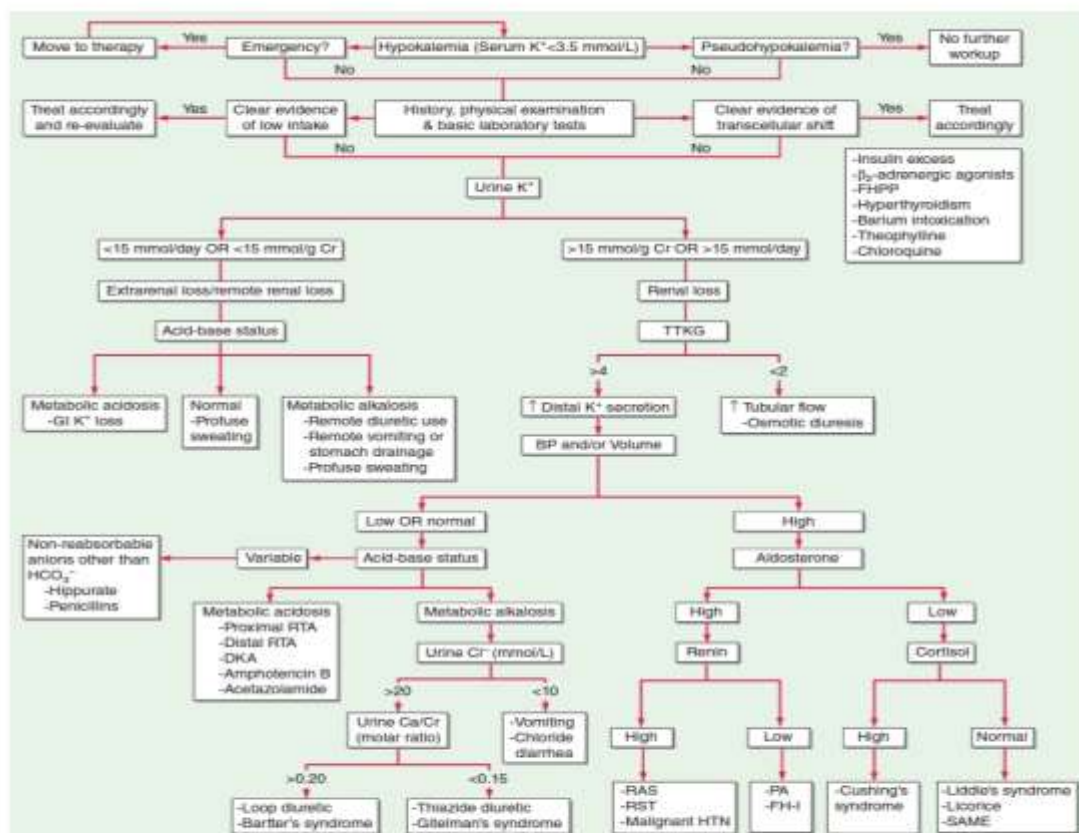 Move to therapy
Yes
Emergency?
Hypokalemia (Serum K⁺<3.5 mmol/L)
Pseudohypokalemia?
Yes
No further
workup
No
No
Treat accordingly
and re-evaluate
Yes
Clear evidence
of low intake
History, physical examination
& basic laboratory tests
Clear evidence of
transcellular shift
Yes
Treat
accordingly
No
No
-Insulin excess
-β₂-adrenergic agonists
-FHPP
-Hyperthyroidism
-Barium intoxication
-Theophylline
-Chloroquine
Urine K⁺
<15 mmol/day OR <15 mmol/g Cr
>15 mmol/g Cr OR >15 mmol/day
Extrarenal loss/remote renal loss
Renal loss
Acid-base status
TTKG
>4
<2
Metabolic acidosis
-GI K⁺ loss
Normal
-Profuse
sweating
Metabolic alkalosis
-Remote diuretic use
-Remote vomiting or
stomach drainage
-Profuse sweating
↑ Distal K⁺ secretion
↑ Tubular flow
-Osmotic diuresis
BP and/or Volume
Low OR normal
High
Non-reabsorbable
anions other than
HCO₃⁻
-Hippurate
-Penicillins
Variable
Acid-base status
Aldosterone
Metabolic acidosis
-Proximal RTA
-Distal RTA
-DKA
-Amphotericin B
-Acetazolamide
Metabolic alkalosis
High
Low
Urine Cl⁻ (mmol/L)
Renin
Cortisol
>20
<10
Urine Ca/Cr
(molar ratio)
-Vomiting
-Chloride
diarrhea
High
Low
High
Normal
>0.20
<0.15
-Loop diuretic
-Bartter's syndrome
-Thiazide diuretic
-Gitelman's syndrome
-RAS
-RST
-Malignant HTN
-PA
-FH-I
-Cushing's
syndrome
-Liddle's syndrome
-Licorice
-SAME